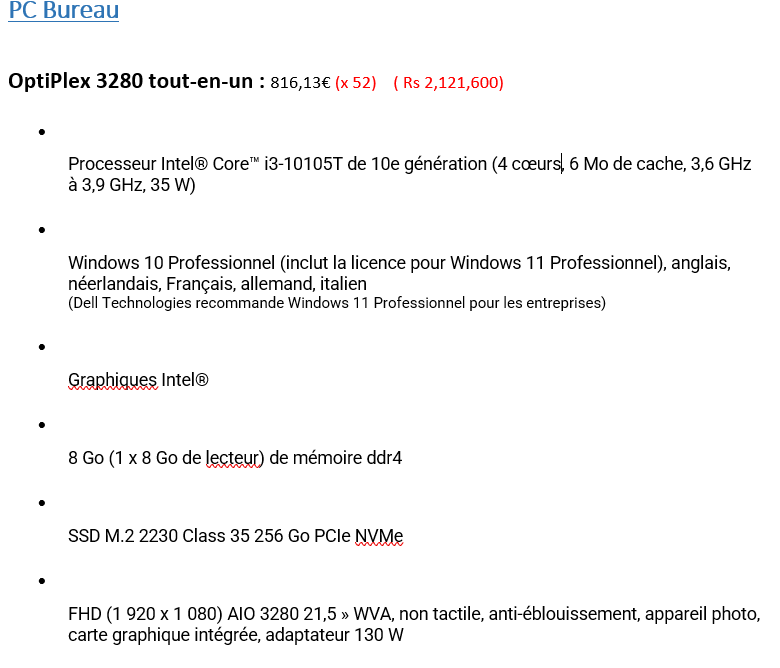 PC Bureau
OptiPlex 3280 tout-en-un : 816,13€ (x 52) ( Rs 2,121,600)
Processeur Intel® Core™ i3-10105T de 10e génération (4 cœurs, 6 Mo de cache, 3,6 GHz
à 3,9 GHz, 35 W)
Windows 10 Professionnel (inclut la licence pour Windows 11 Professionnel), anglais,
néerlandais, Français, allemand, italien
(Dell Technologies recommande Windows 11 Professionnel pour les entreprises)
Graphiques Intel®
8 Go (1 x 8 Go de lecteur) de mémoire ddr4
SSD M.2 2230 Class 35 256 Go PCIe NVMe
FHD (1 920 x 1 080) AIO 3280 21,5 » WVA, non tactile, anti-éblouissement, appareil photo,
carte graphique intégrée, adaptateur 130 W